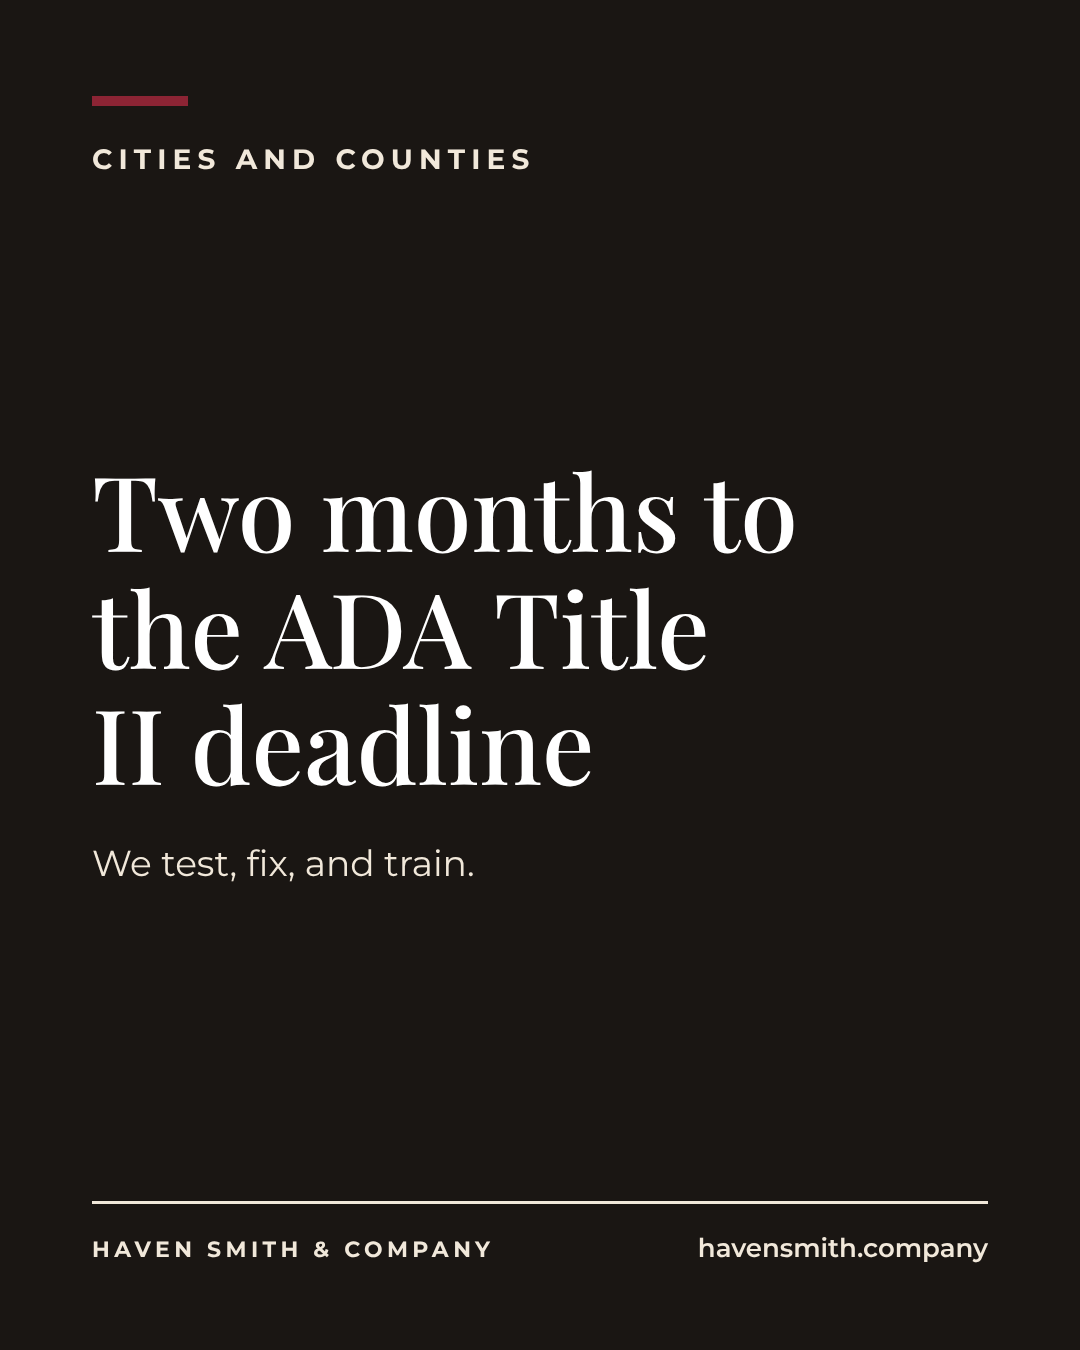 CITIES AND COUNTIES
Two months to
the ADA Title
II deadline
We test, fix, and train.
HAVEN SMITH & COMPANY
havensmith.company